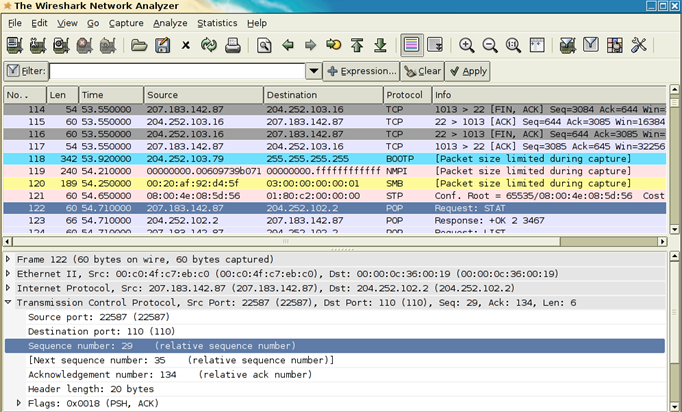 The Wireshark Network Analyzer
File Edit View Go Capture Analyze Statistics Help
Filter: Expression... Clear Apply
No. . Len Time Source Destination Protocol Info
114 54 53.550000 207.183.142.87 204.252.103.16 TCP 1013 > 22 [FIN, ACK] Seq=3084 Ack=644 Win=
115 60 53.550000 204.252.103.16 207.183.142.87 TCP 22 > 1013 [ACK] Seq=644 Ack=3085 Win=16384
116 60 53.550000 204.252.103.16 207.183.142.87 TCP 22 > 1013 [FIN, ACK] Seq=644 Ack=3085 Win=
117 54 53.550000 207.183.142.87 204.252.103.16 TCP 1013 > 22 [ACK] Seq=3085 Ack=645 Win=32256
118 342 53.920000 204.252.103.79 255.255.255.255 BOOTP [Packet size limited during capture]
119 240 54.210000 00000000.00609739b071 00000000.ffffffffffff NMPI [Packet size limited during capture]
120 189 54.250000 00:20:af:92:d4:5f 03:00:00:00:00:01 SMB [Packet size limited during capture]
121 60 54.650000 08:00:4e:08:5d:56 01:80:c2:00:00:00 STP Conf. Root = 65535/08:00:4e:08:5d:56 Cost
122 60 54.710000 207.183.142.87 204.252.102.2 POP Request: STAT
123 66 54.710000 204.252.102.2 207.183.142.87 POP Response: +OK 2 3467
124 60 54.710000 207.183.142.87 204.252.102.2 POP Request: LIST
Frame 122 (60 bytes on wire, 60 bytes captured)
Ethernet II, Src: 00:c0:4f:c7:eb:c0 (00:c0:4f:c7:eb:c0), Dst: 00:00:0c:36:00:19 (00:00:0c:36:00:19)
Internet Protocol, Src: 207.183.142.87 (207.183.142.87), Dst: 204.252.102.2 (204.252.102.2)
Transmission Control Protocol, Src Port: 22587 (22587), Dst Port: 110 (110), Seq: 29, Ack: 134, Len: 6
Source port: 22587 (22587)
Destination port: 110 (110)
Sequence number: 29 (relative sequence number)
[Next sequence number: 35 (relative sequence number)]
Acknowledgement number: 134 (relative ack number)
Header length: 20 bytes
Flags: 0x0018 (PSH, ACK)